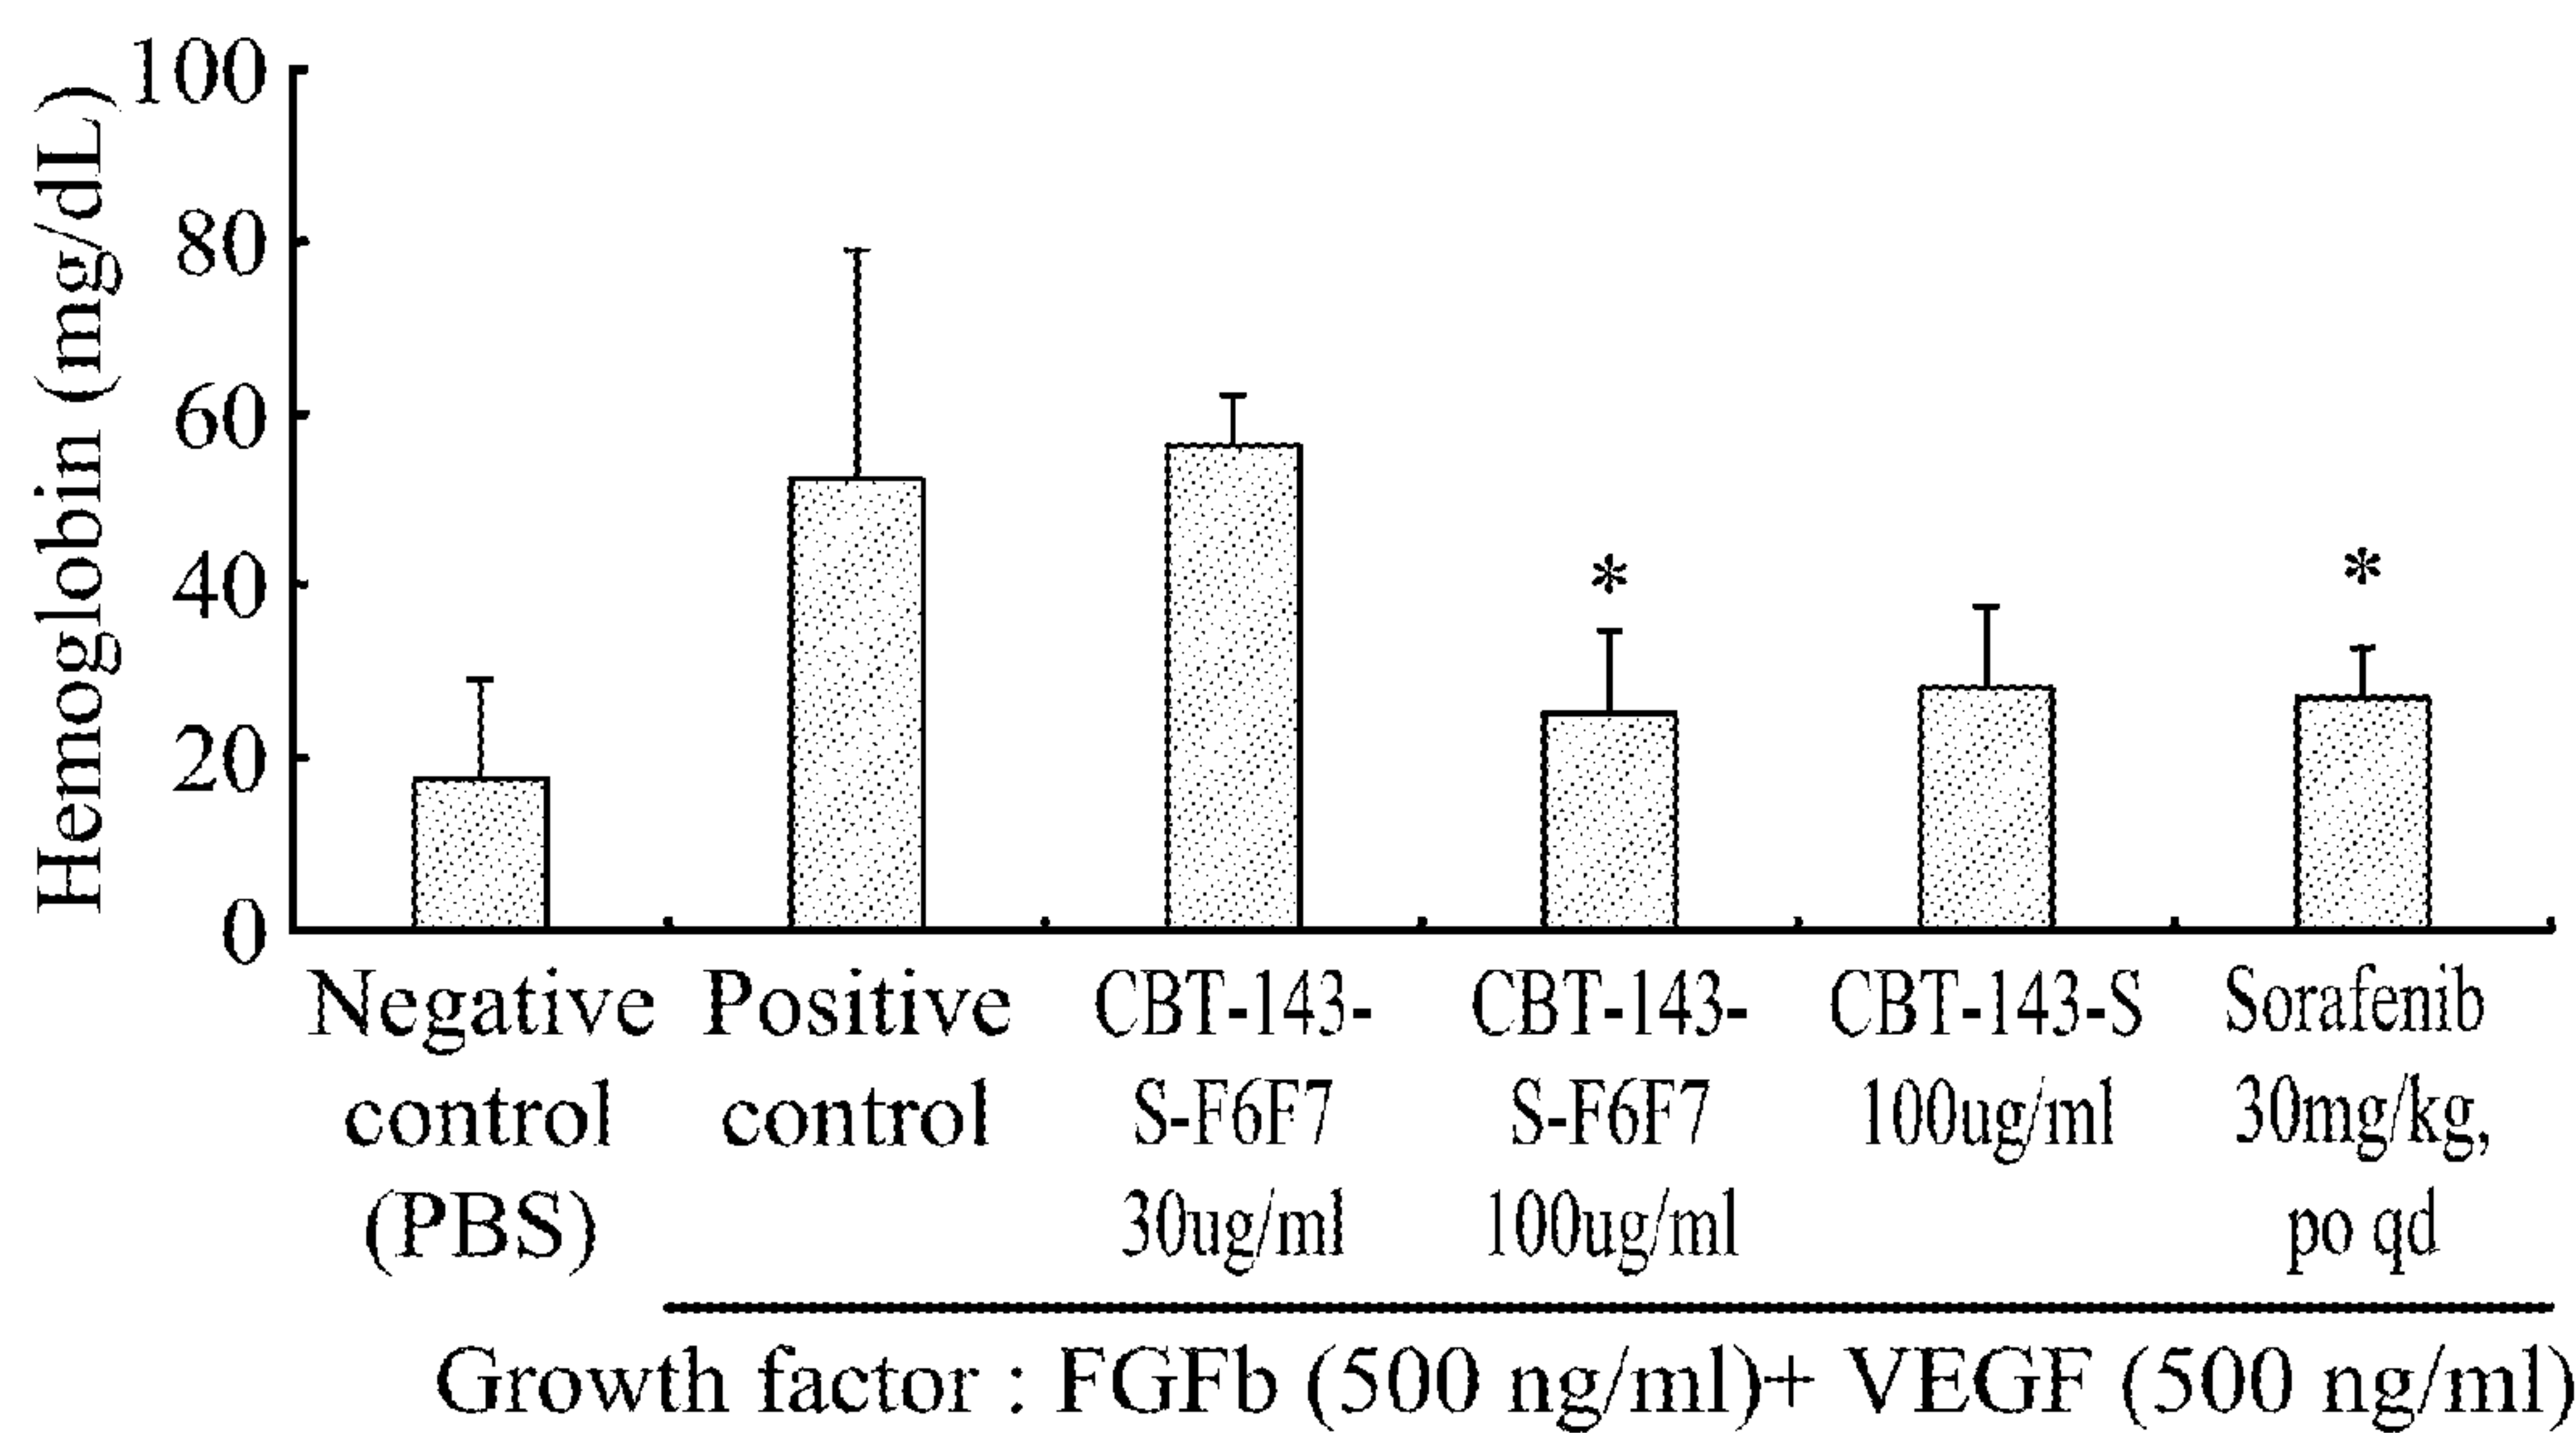 Hemoglobin (mg/dL)
100
80
60
40
20
0
*
*
Negative
control
(PBS)
Positive
control
CBT-143-
S-F6F7
30ug/ml
CBT-143-
S-F6F7
100ug/ml
CBT-143-S
100ug/ml
Sorafenib
30mg/kg,
po qd
Growth factor : FGFb (500 ng/ml)+ VEGF (500 ng/ml)